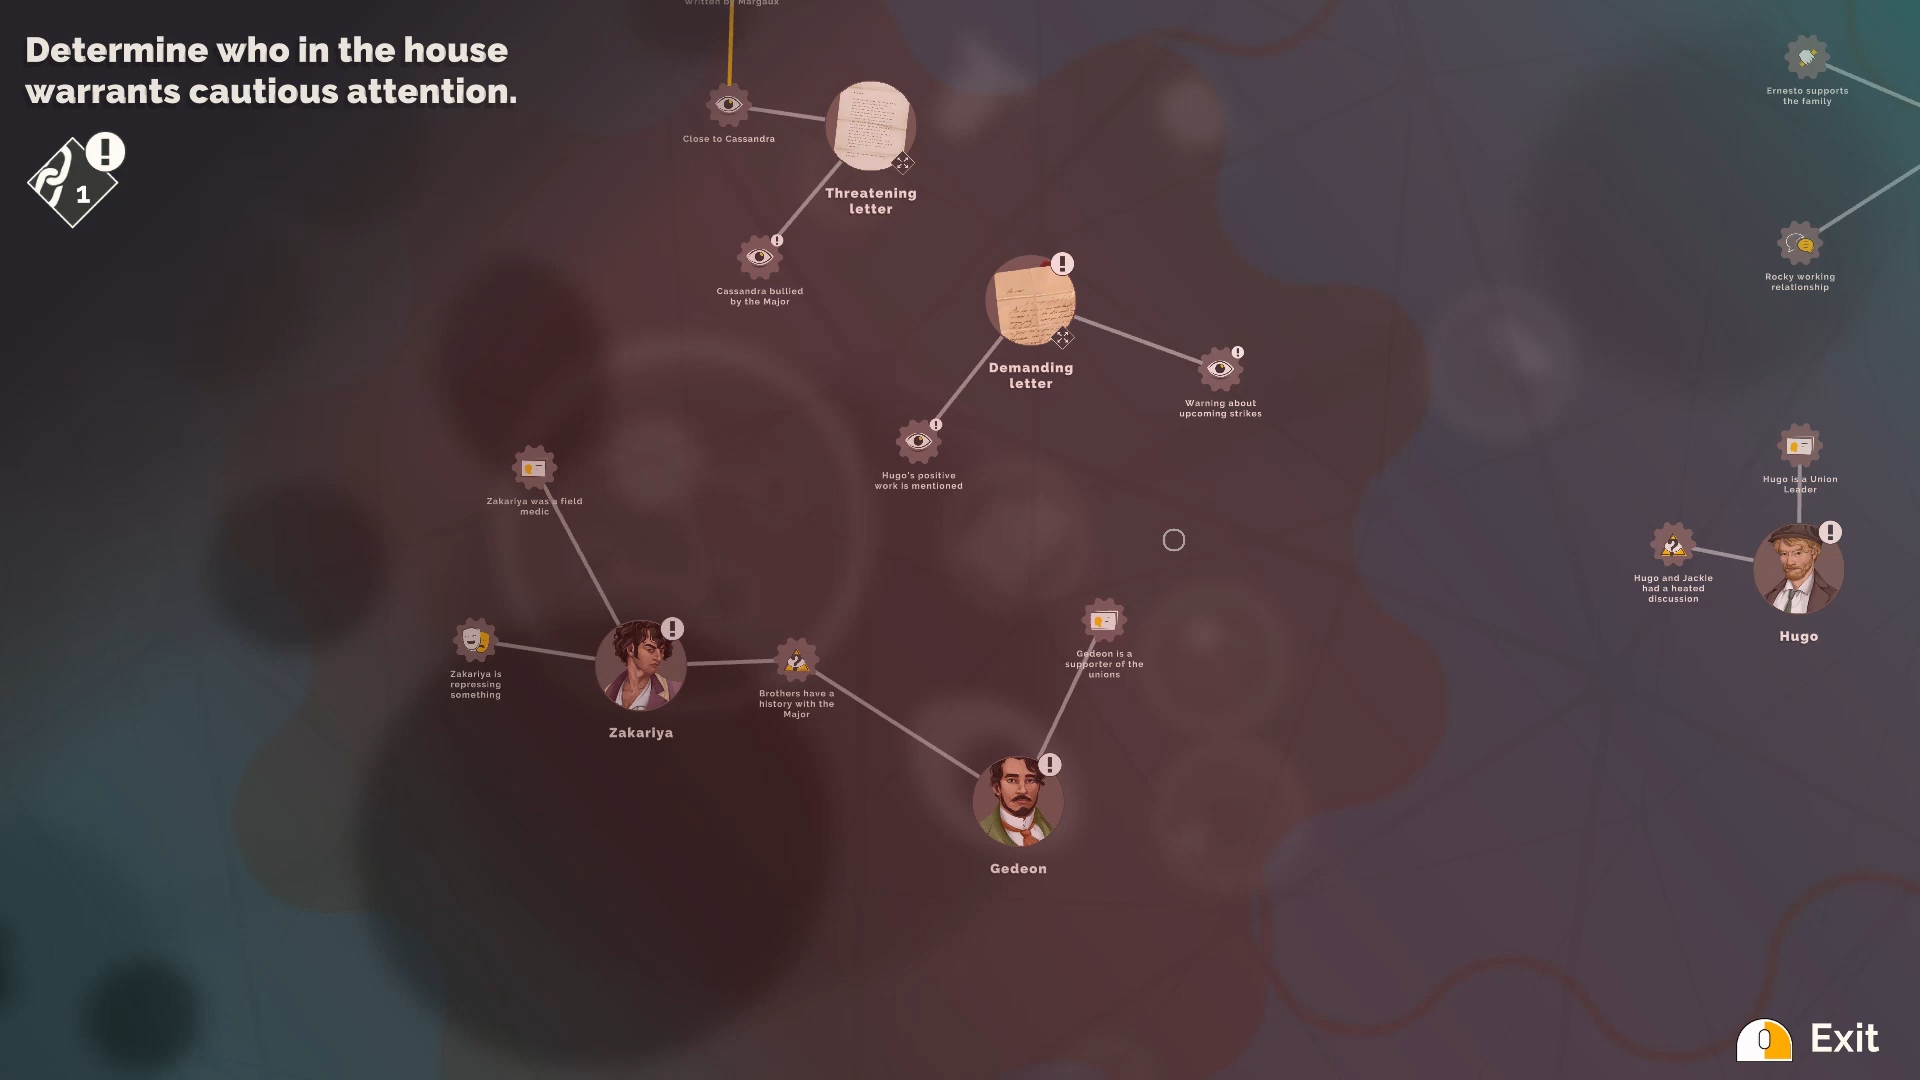 Written by Margaux
Determine who in the house
warrants cautious attention.
1
Close to Cassandra
Threatening
letter
Cassandra bullied
by the Major
Demanding
letter
Warning about
upcoming strikes
Hugo's positive
work is mentioned
Ernesto supports
the family
Rocky working
relationship
Hugo is a Union
Leader
Hugo and Jackie
had a heated
discussion
Hugo
Zakariya was a field
medic
Zakariya is
repressing
something
Zakariya
Brothers have a
history with the
Major
Gedeon is a
supporter of the
unions
Gedeon
Exit